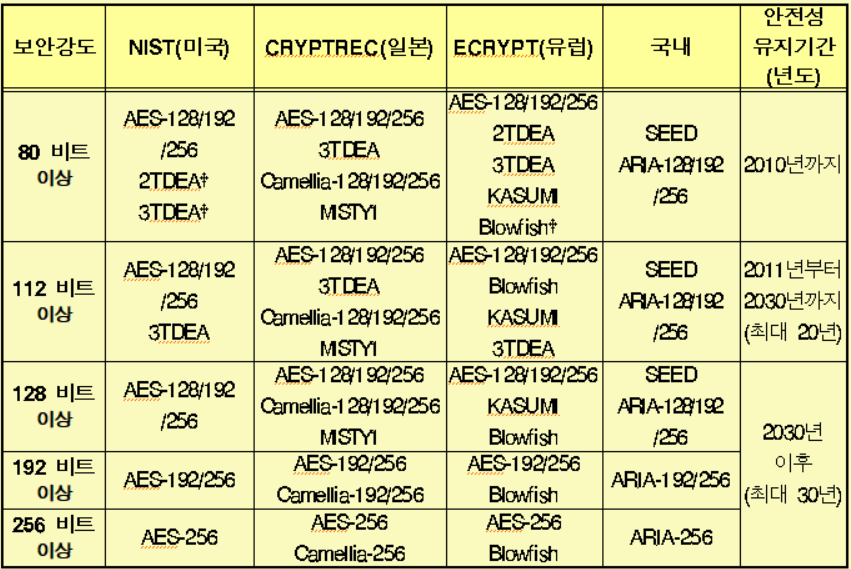 보안강도
NIST(미국)
CRYPTREC(일본)
ECRYPT(유럽)
국내
안전성
유지기간
(년도)
80 비트
이상
AES-128/192
/256
2TDEA†
3TDEA†
AES-128/192/256
3TDEA
Camellia-128/192/256
MISTY1
AES-128/192/256
2TDEA
3TDEA
KASUMI
Blowfish†
SEED
ARIA-128/192
/256
2010년까지
112 비트
이상
AES-128/192
/256
3TDEA
AES-128/192/256
3TDEA
Camellia-128/192/256
MISTY1
AES-128/192/256
Blowfish
KASUMI
3TDEA
SEED
ARIA-128/192
/256
2011년부터
2030년까지
(최대 20년)
128 비트
이상
AES-128/192
/256
AES-128/192/256
Camellia-128/192/256
MISTY1
AES-128/192/256
KASUMI
Blowfish
SEED
ARIA-128/192
/256
2030년
이후
(최대 30년)
192 비트
이상
AES-192/256
AES-192/256
Camellia-192/256
AES-192/256
Blowfish
ARIA-192/256
256 비트
이상
AES-256
AES-256
Camellia-256
AES-256
Blowfish
ARIA-256